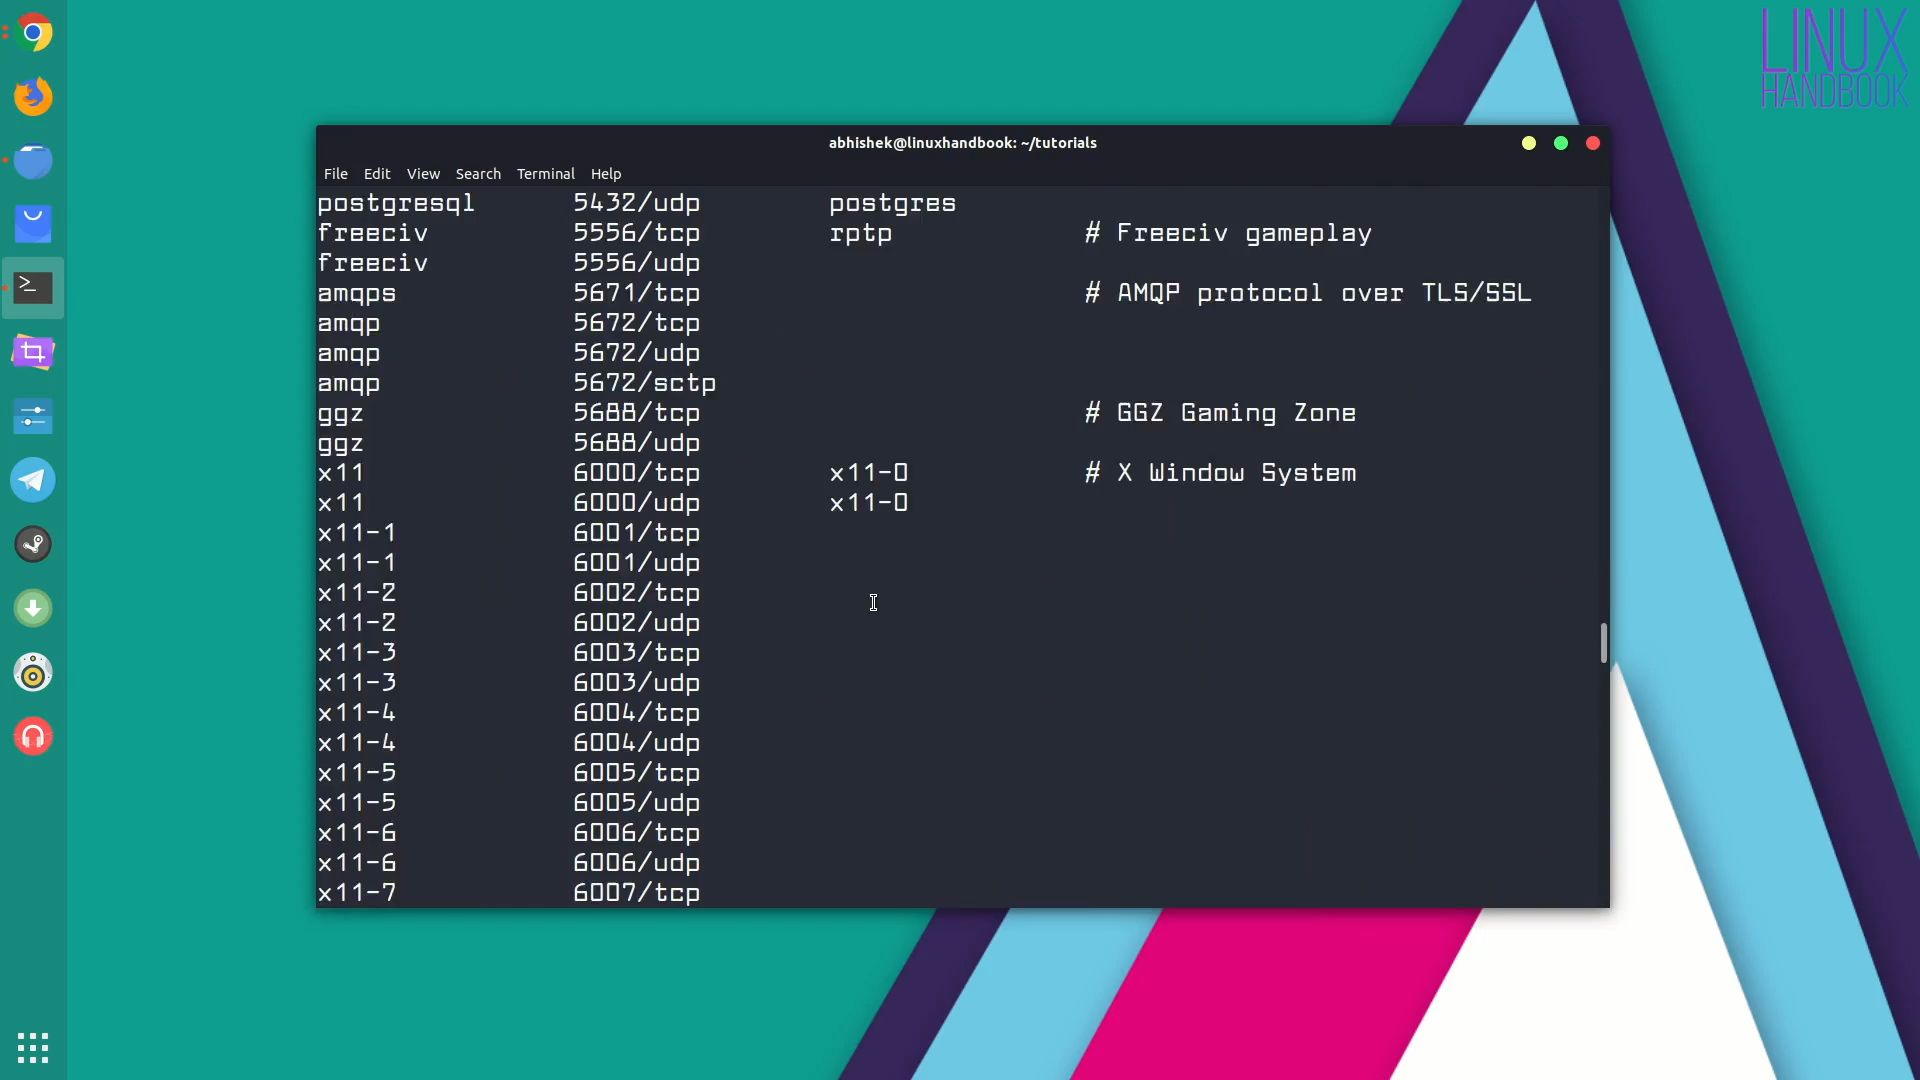 LINUX
HANDBOOK
abhishek@linuxhandbook: ~/tutorials
File Edit View Search Terminal Help
postgresql 5432/udp postgres
freeciv 5556/tcp rptp # Freeciv gameplay
freeciv 5556/udp
amqps 5671/tcp # AMQP protocol over TLS/SSL
amqp 5672/tcp
amqp 5672/udp
amqp 5672/sctp
ggz 5688/tcp # GGZ Gaming Zone
ggz 5688/udp
x11 6000/tcp x11-0 # X Window System
x11 6000/udp x11-0
x11-1 6001/tcp
x11-1 6001/udp
x11-2 6002/tcp
x11-2 6002/udp
x11-3 6003/tcp
x11-3 6003/udp
x11-4 6004/tcp
x11-4 6004/udp
x11-5 6005/tcp
x11-5 6005/udp
x11-6 6006/tcp
x11-6 6006/udp
x11-7 6007/tcp